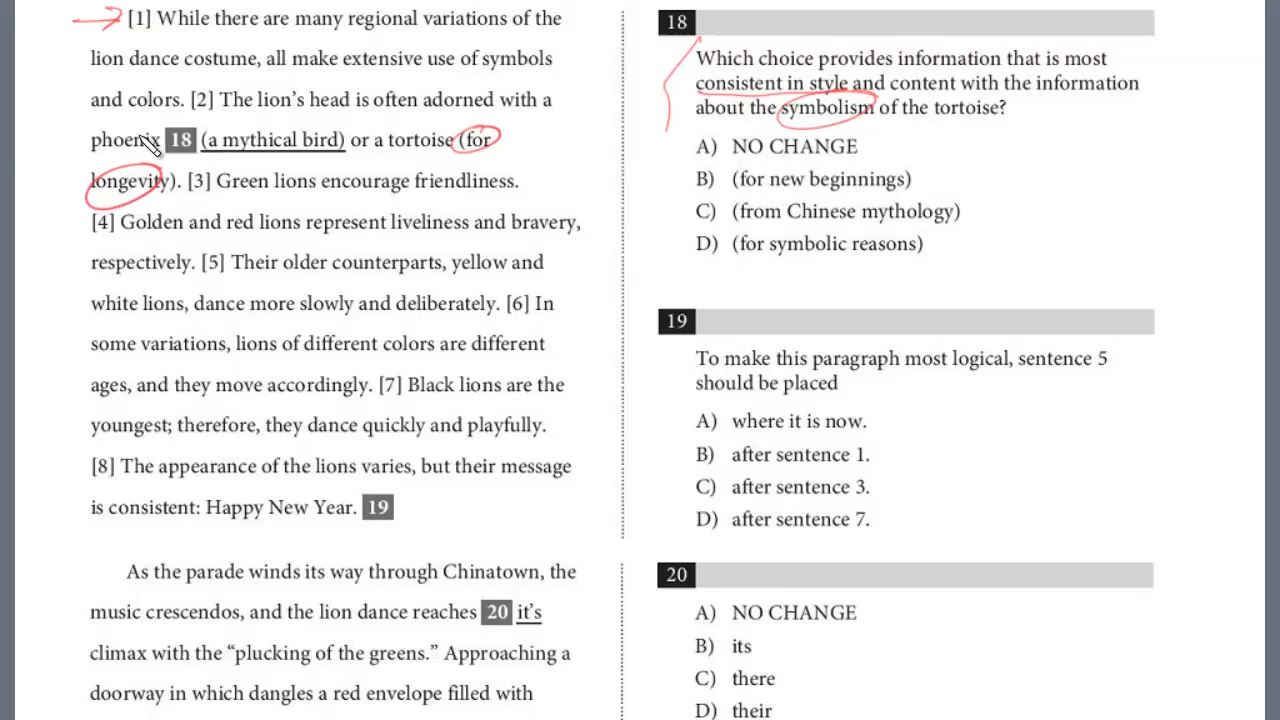 [1] While there are many regional variations of the
lion dance costume, all make extensive use of symbols
and colors. [2] The lion's head is often adorned with a
phoenix 18 (a mythical bird) or a tortoise (for
longevity). [3] Green lions encourage friendliness.
[4] Golden and red lions represent liveliness and bravery,
respectively. [5] Their older counterparts, yellow and
white lions, dance more slowly and deliberately. [6] In
some variations, lions of different colors are different
ages, and they move accordingly. [7] Black lions are the
youngest; therefore, they dance quickly and playfully.
[8] The appearance of the lions varies, but their message
is consistent: Happy New Year. 19
As the parade winds its way through Chinatown, the
music crescendos, and the lion dance reaches 20 it's
climax with the “plucking of the greens.” Approaching a
doorway in which dangles a red envelope filled with
18
Which choice provides information that is most
consistent in style and content with the information
about the symbolism of the tortoise?
A) NO CHANGE
B) (for new beginnings)
C) (from Chinese mythology)
D) (for symbolic reasons)
19
To make this paragraph most logical, sentence 5
should be placed
A) where it is now.
B) after sentence 1.
C) after sentence 3.
D) after sentence 7.
20
A) NO CHANGE
B) its
C) there
D) their